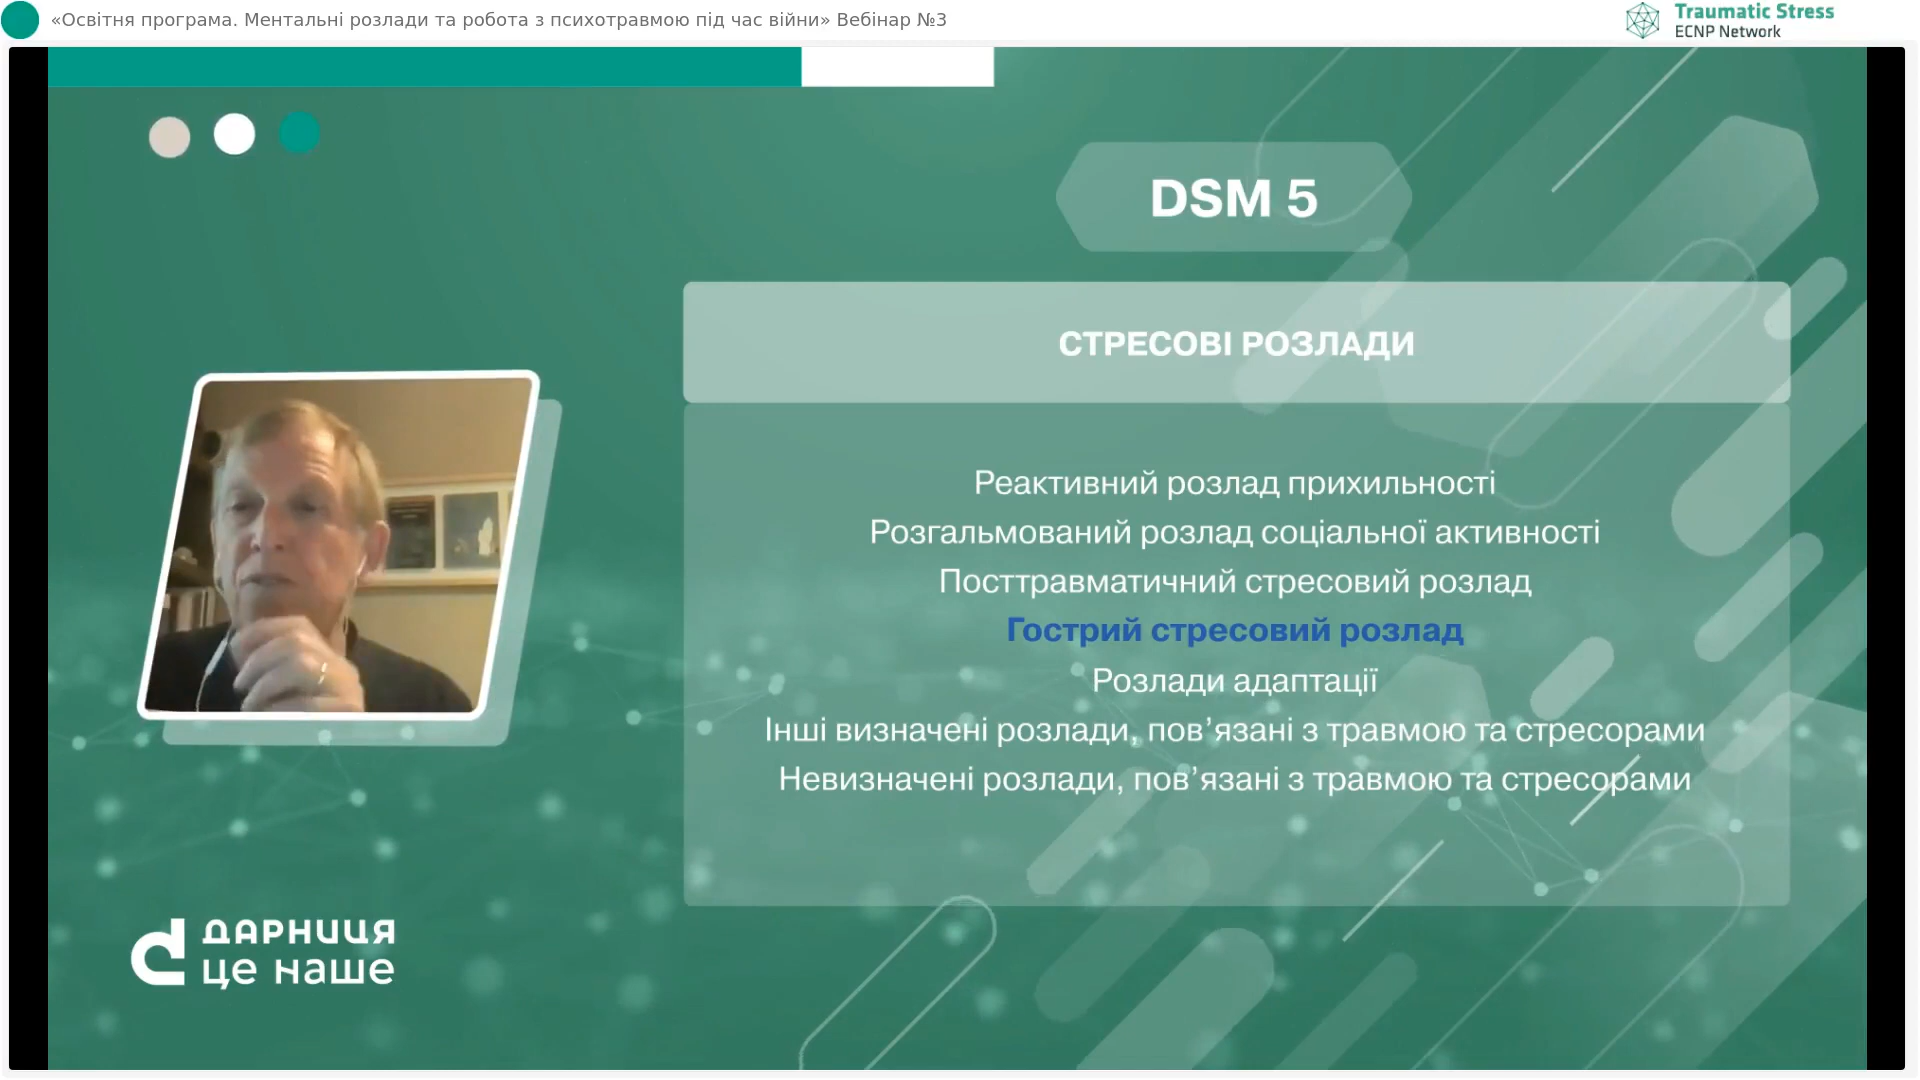 «Освітня програма. Ментальні розлади та робота з психотравмою під час війни» Вебінар №3
Traumatic Stress
ECNP Network
DSM 5
СТРЕСОВІ РОЗЛАДИ
Реактивний розлад прихильності
Розгальмований розлад соціальної активності
Посттравматичний стресовий розлад
Гострий стресовий розлад
Розлади адаптації
Інші визначені розлади, пов’язані з травмою та стресорами
Невизначені розлади, пов’язані з травмою та стресорами
ДАРНИЦЯ
це наше